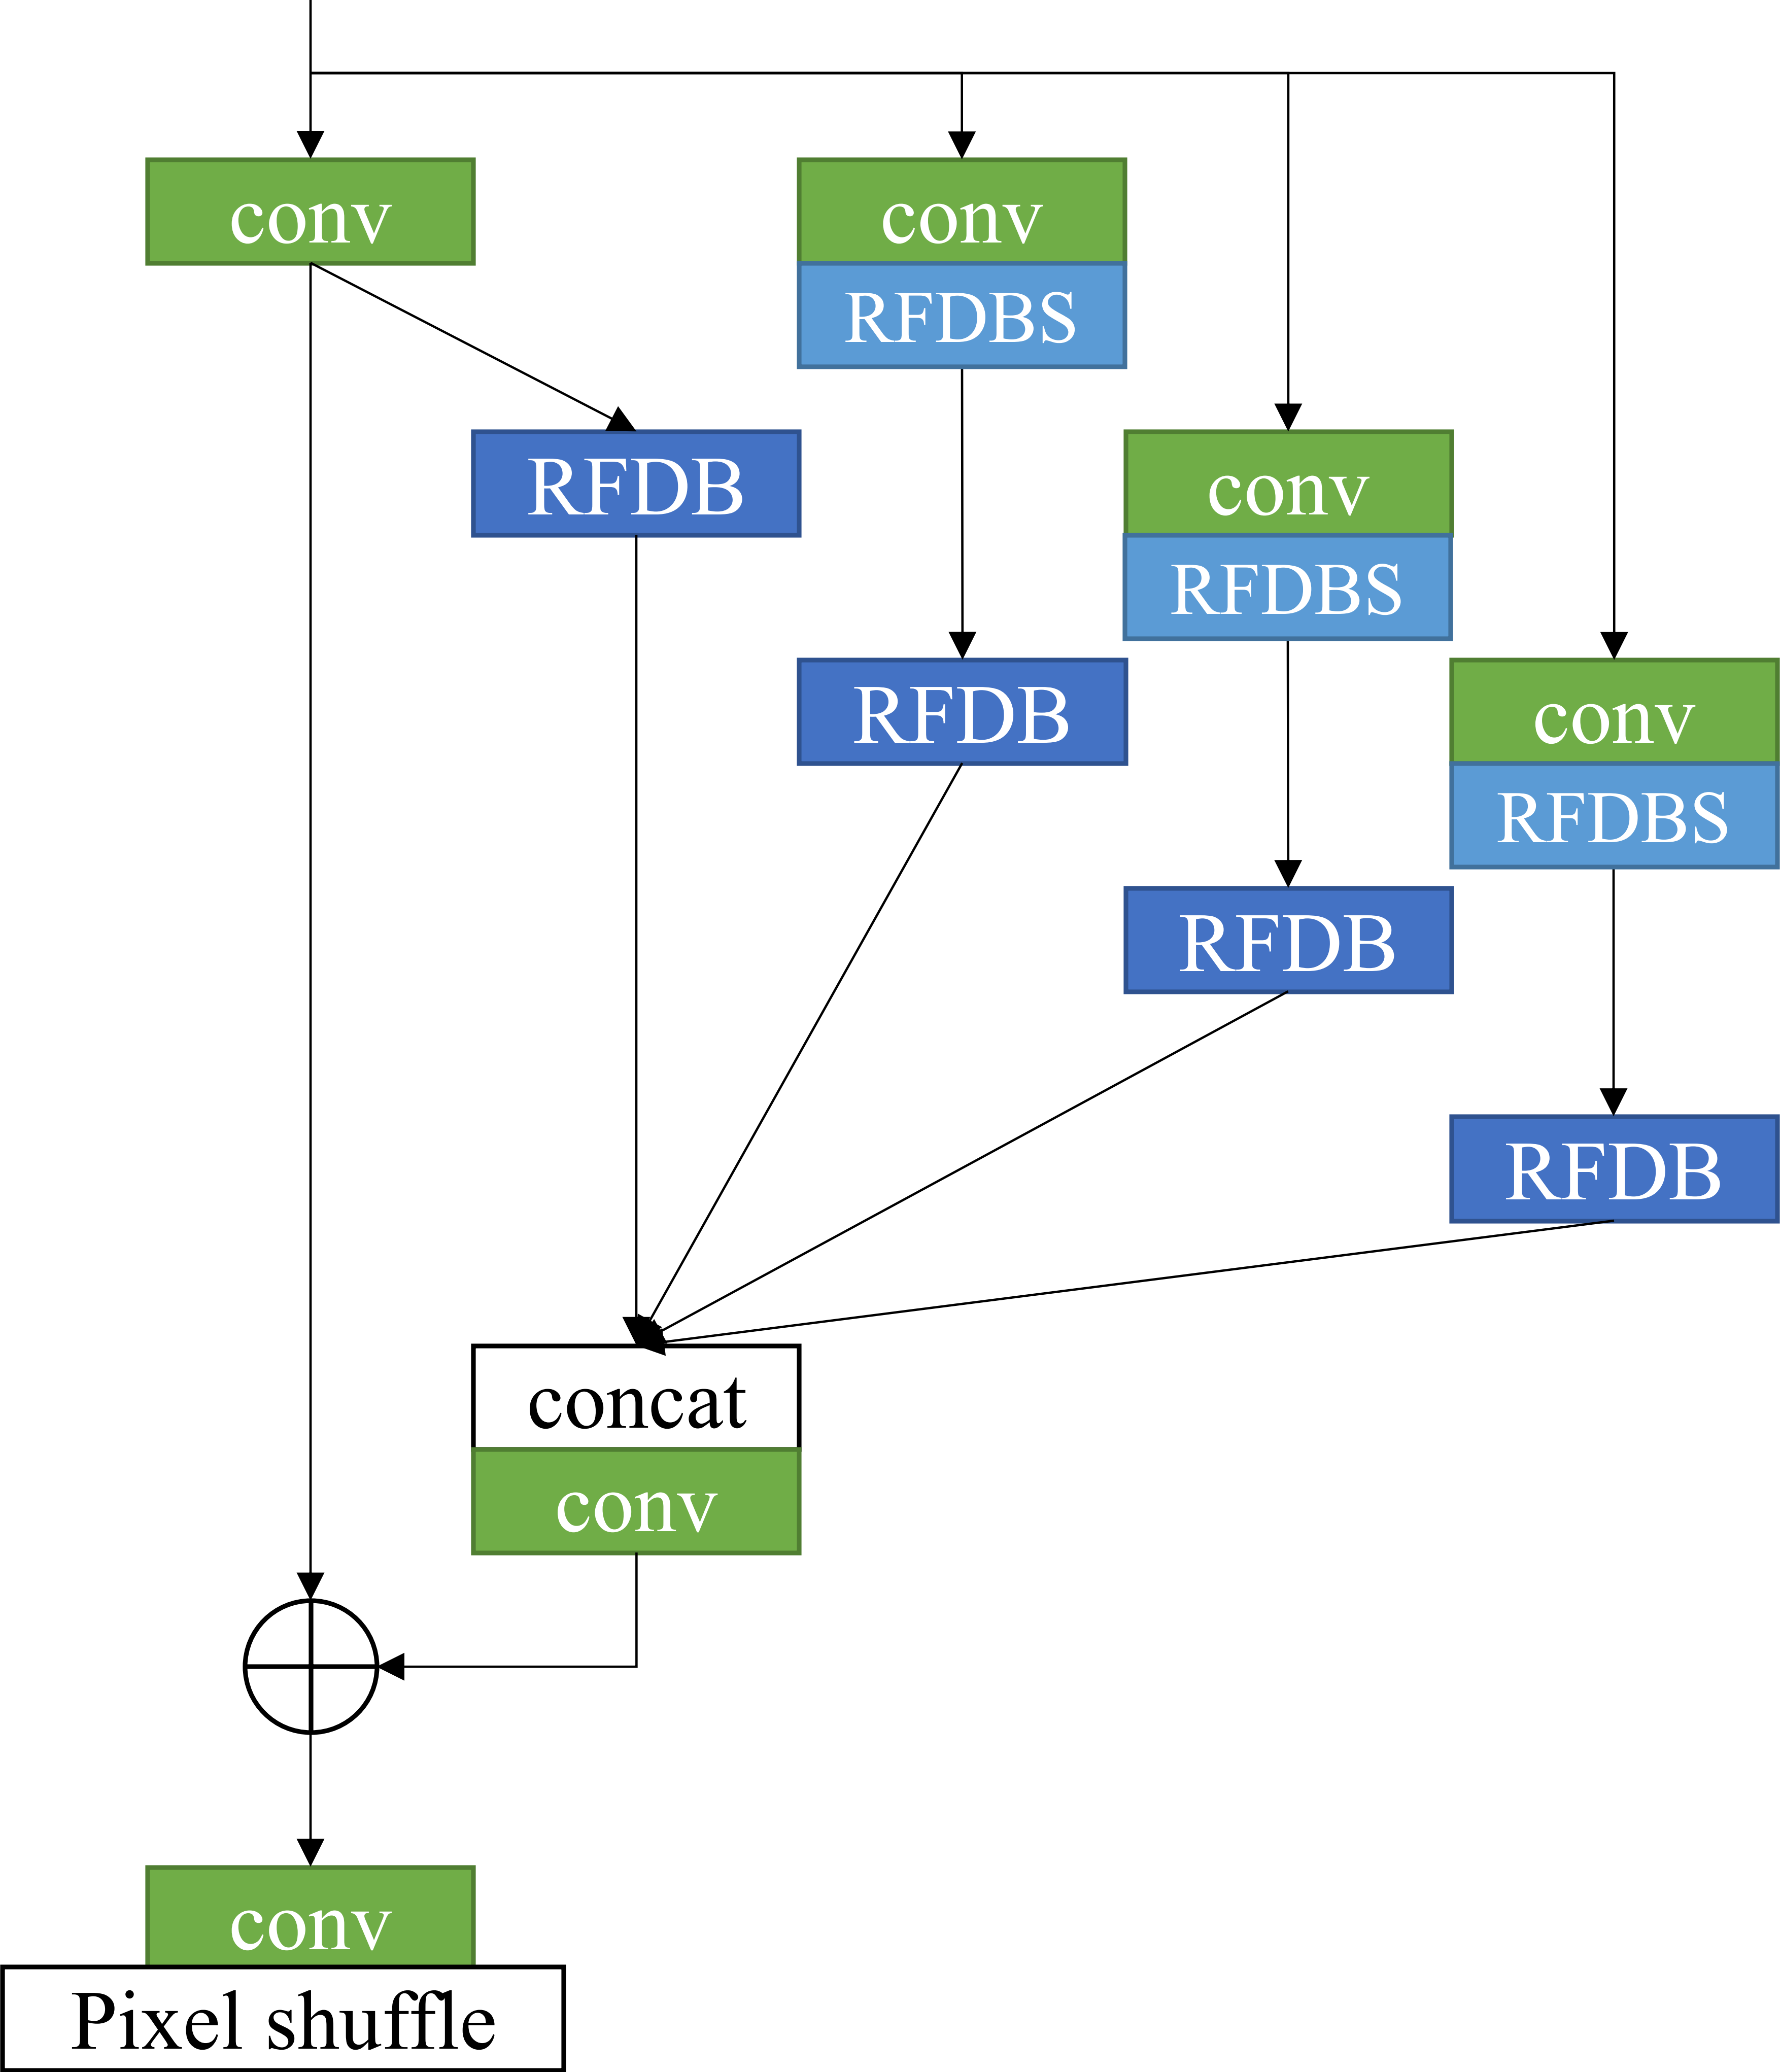 conv
conv
RFDBS
RFDB
conv
RFDBS
RFDB
conv
RFDBS
RFDB
RFDB
concat
conv
conv
Pixel shuffle